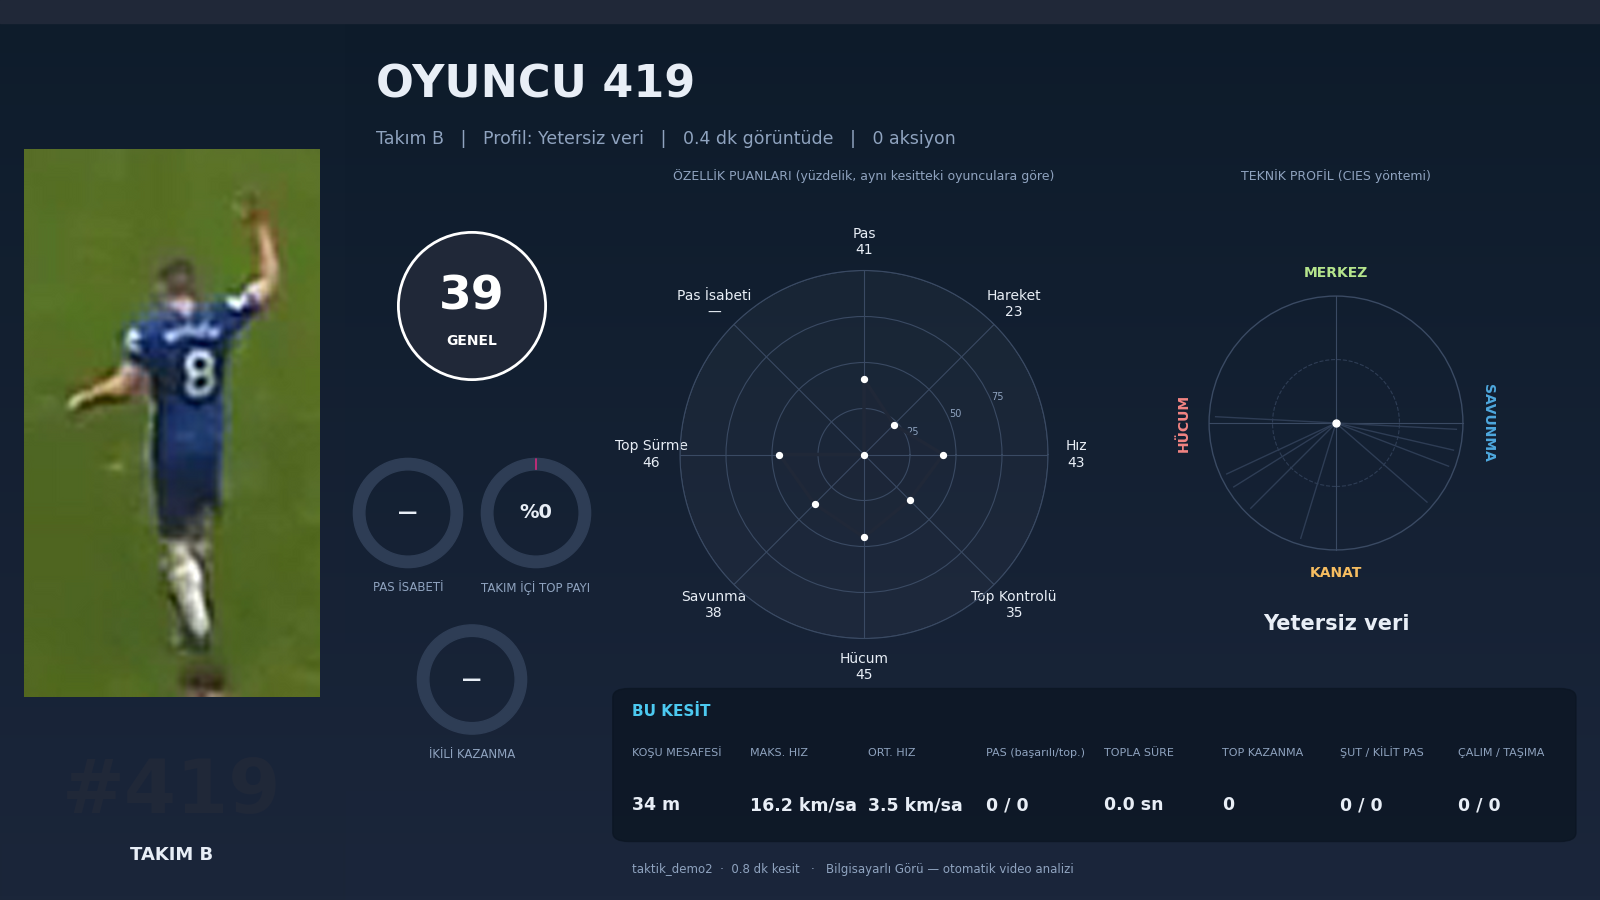 OYUNCU 419
Takım B | Profil: Yetersiz veri | 0.4 dk görüntüde | 0 aksiyon
8
#419
TAKIM B
39
GENEL
—
PAS İSABETİ
%0
TAKIM İÇİ TOP PAYI
—
İKİLİ KAZANMA
ÖZELLİK PUANLARI (yüzdelik, aynı kesitteki oyunculara göre)
Pas
41
Pas İsabeti
—
Hareket
23
75
50
25
Top Sürme
46
Hız
43
Savunma
38
Top Kontrolü
35
Hücum
45
TEKNİK PROFİL (CIES yöntemi)
MERKEZ
HÜCUM
SAVUNMA
KANAT
Yetersiz veri
BU KESİT
KOŞU MESAFESİ MAKS. HIZ ORT. HIZ PAS (başarılı/top.) TOPLA SÜRE TOP KAZANMA ŞUT / KİLİT PAS ÇALIM / TAŞIMA
34 m 16.2 km/sa 3.5 km/sa 0 / 0 0.0 sn 0 0 / 0 0 / 0
taktik_demo2 · 0.8 dk kesit · Bilgisayarlı Görü — otomatik video analizi